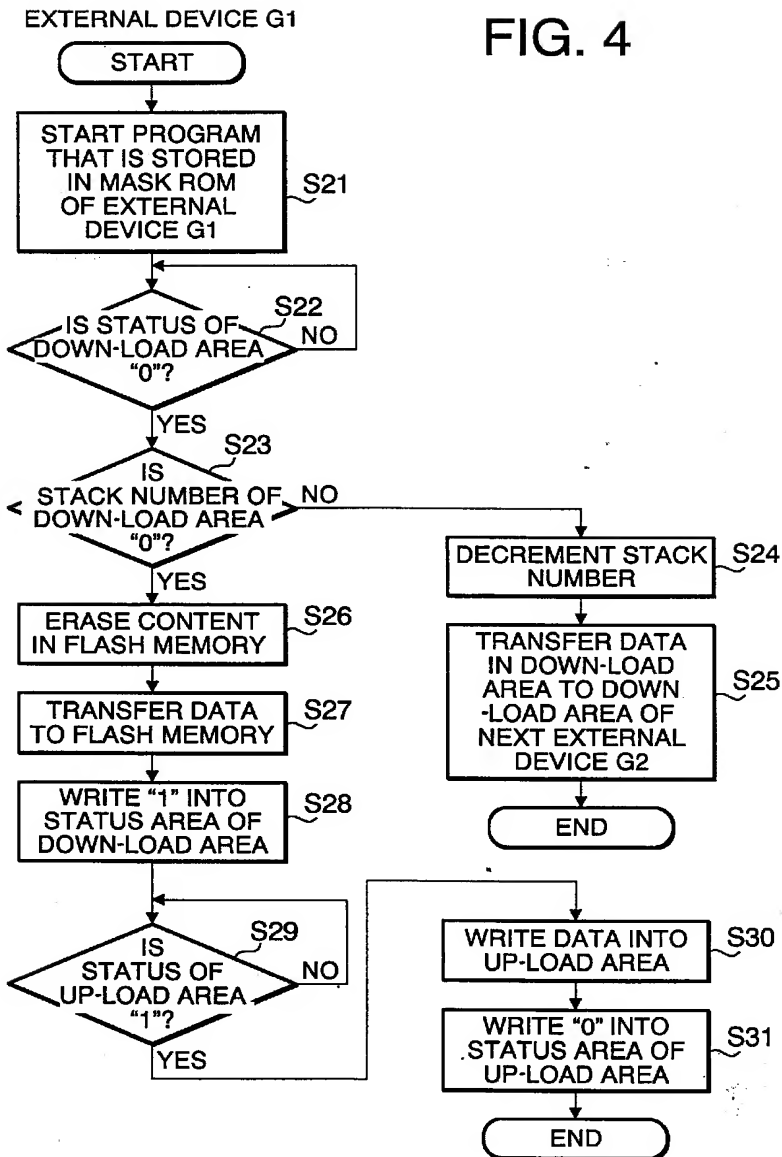 EXTERNAL DEVICE G1
FIG. 4
START
START PROGRAM
THAT IS STORED
IN MASK ROM
OF EXTERNAL
DEVICE G1
S21
IS STATUS OF
DOWN-LOAD AREA
“0”?
S22
NO
YES
IS
STACK NUMBER OF
DOWN-LOAD AREA
“0”?
S23
NO
YES
DECREMENT STACK
NUMBER
S24
TRANSFER DATA
IN DOWN-LOAD
AREA TO DOWN
-LOAD AREA OF
NEXT EXTERNAL
DEVICE G2
S25
END
ERASE CONTENT
IN FLASH MEMORY
S26
TRANSFER DATA
TO FLASH MEMORY
S27
WRITE “1” INTO
STATUS AREA OF
DOWN-LOAD AREA
S28
IS
STATUS OF
UP-LOAD AREA
“1”?
S29
NO
YES
WRITE DATA INTO
UP-LOAD AREA
S30
WRITE “0” INTO
STATUS AREA OF
UP-LOAD AREA
S31
END